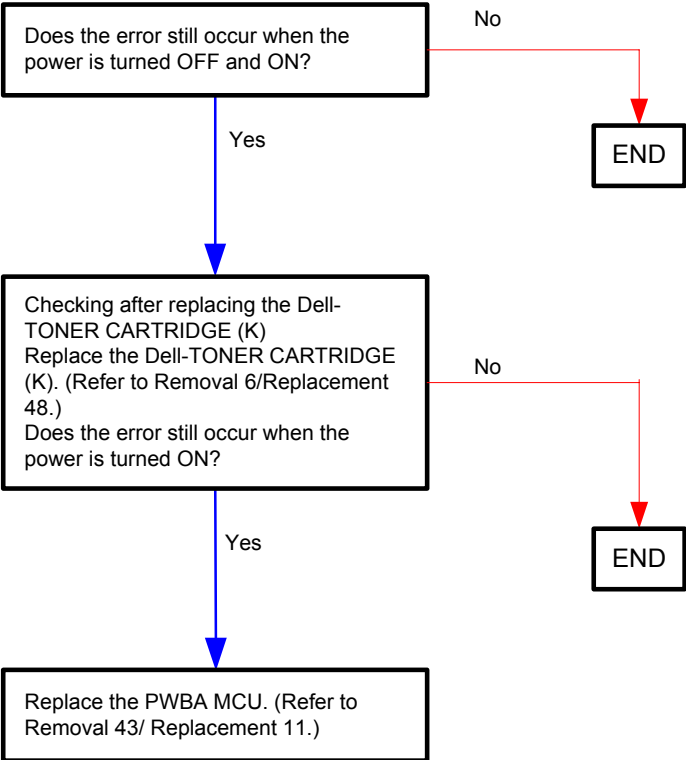 Does the error still occur when the
power is turned OFF and ON?
No
Yes
END
Checking after replacing the Dell-
TONER CARTRIDGE (K)
Replace the Dell-TONER CARTRIDGE
(K). (Refer to Removal 6/Replacement
48.)
Does the error still occur when the
power is turned ON?
No
Yes
END
Replace the PWBA MCU. (Refer to
Removal 43/ Replacement 11.)